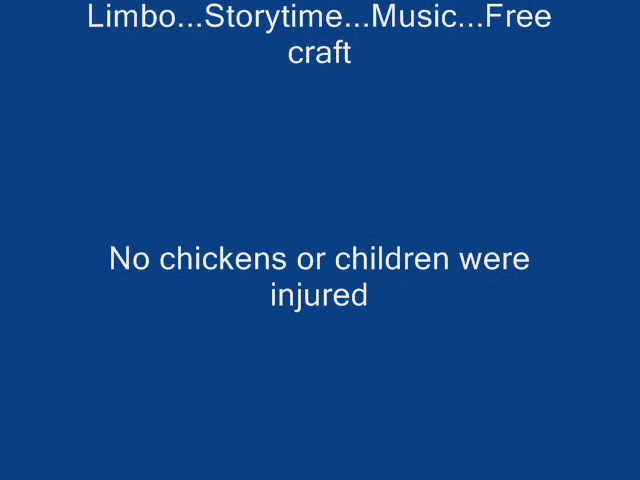 Limbo...Storytime...Music...Free
craft
No chickens or children were
injured